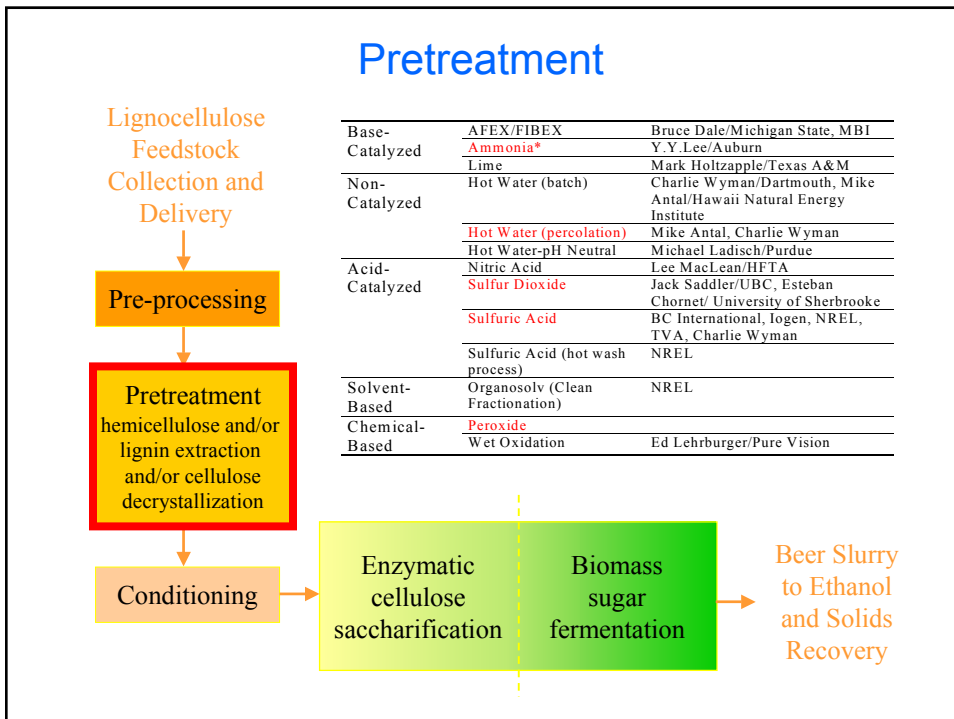 Pretreatment
Lignocellulose
Feedstock
Collection and
Delivery
Pre-processing
Pretreatment
hemicellulose and/or
lignin extraction
and/or cellulose
decrystallization
Conditioning
Base-
Catalyzed
AFEX/FIBEX Bruce Dale/Michigan State, MBI
Ammonia* Y.Y.Lee/Auburn
Lime Mark Holtzapple/Texas A&M
Non-
Catalyzed
Hot Water (batch) Charlie Wyman/Dartmouth, Mike
Antal/Hawaii Natural Energy
Institute
Hot Water (percolation) Mike Antal, Charlie Wyman
Hot Water-pH Neutral Michael Ladisch/Purdue
Acid-
Catalyzed
Nitric Acid Lee MacLean/HFTA
Sulfur Dioxide Jack Saddler/UBC, Esteban
Chornet/ University of Sherbrooke
Sulfuric Acid BC International, Iogen, NREL,
TVA, Charlie Wyman
Sulfuric Acid (hot wash
process) NREL
Solvent-
Based
Organosolv (Clean
Fractionation) NREL
Chemical-
Based
Peroxide
Wet Oxidation Ed Lehrburger/Pure Vision
Enzymatic
cellulose
saccharification
Biomass
sugar
fermentation
Beer Slurry
to Ethanol
and Solids
Recovery